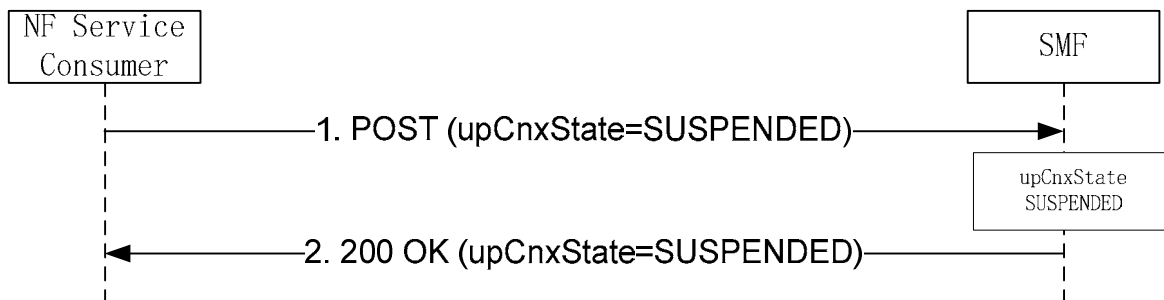 NF Service
Consumer
SMF
1. POST (upCnxState=SUSPENDED)
upCnxState
SUSPENDED
2. 200 OK (upCnxState=SUSPENDED)